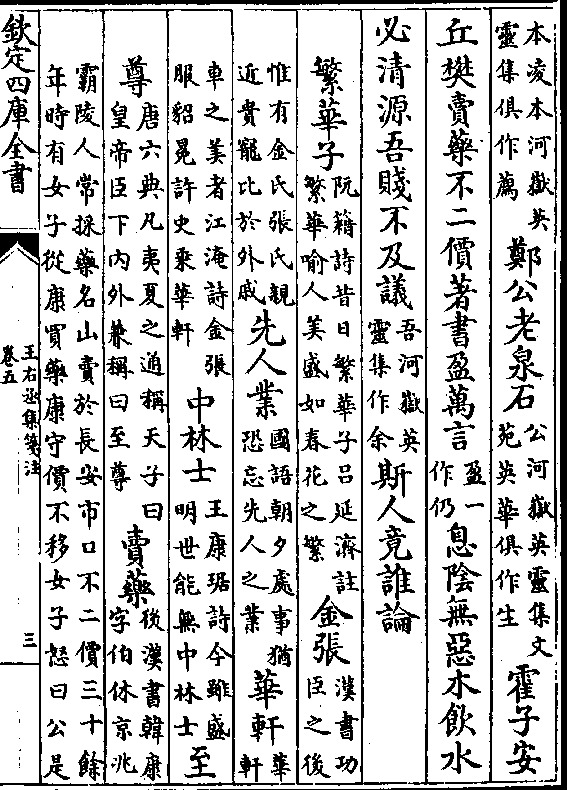 本凌本河嶽英
靈集俱作薦
鄭公老泉石
公河嶽英靈集文
苑英華俱作生
霍子安
丘樊賣藥不二價著書盈萬言
盈一
作仍
息陰無惡木飲水
必清源吾賤不及議
吾河嶽英
靈集作余
斯人竟誰論
繁華子
阮籍詩昔日繁華子呂延濟註
繁華喻人美盛如春花之繁
金張
漢書功
臣之後
惟有金氏張氏親
近貴寵比於外戚
先人業
國語朝夕處事猶
恐忘先人之業
華軒
華
軒
車之美者江淹詩金張
服貂冕許史乘華軒
中林士
王康琚詩今雖盛
明世能無中林士
至
尊
唐六典凡夷夏之通稱天子曰
皇帝臣下內外兼稱曰至尊
賣藥
後漢書韓康
字伯休京兆
霸陵人常採藥名山賣於長安市口不二價三十餘
年時有女子從康買藥康守價不移女子怒曰公是
欽定四庫全書
王右丞集箋注
卷五
三